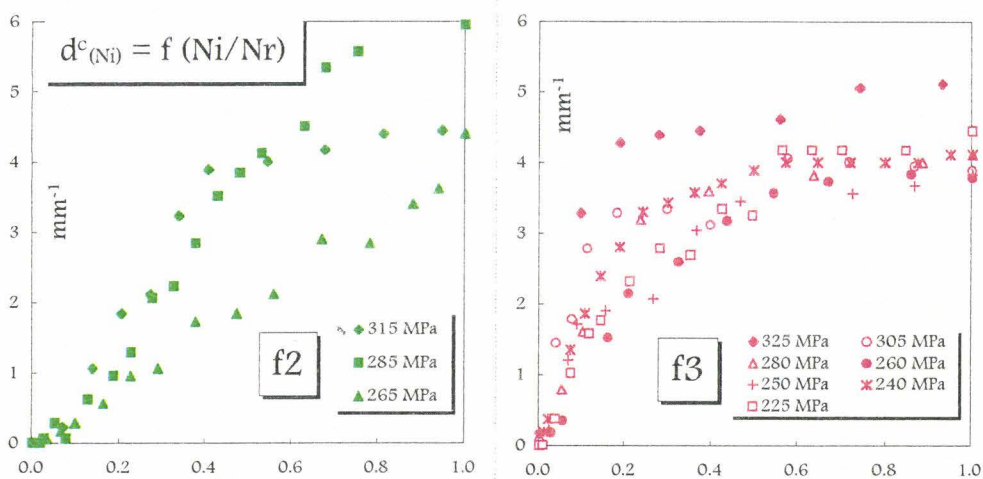 d^c(Ni) = f (Ni/Nr)
mm⁻¹
6
5
4
3
2
1
0
0.0 0.2 0.4 0.6 0.8 1.0
f2
315 MPa
285 MPa
265 MPa
mm⁻¹
6
5
4
3
2
1
0
0.0 0.2 0.4 0.6 0.8 1.0
f3
325 MPa 305 MPa
280 MPa 260 MPa
250 MPa 240 MPa
225 MPa